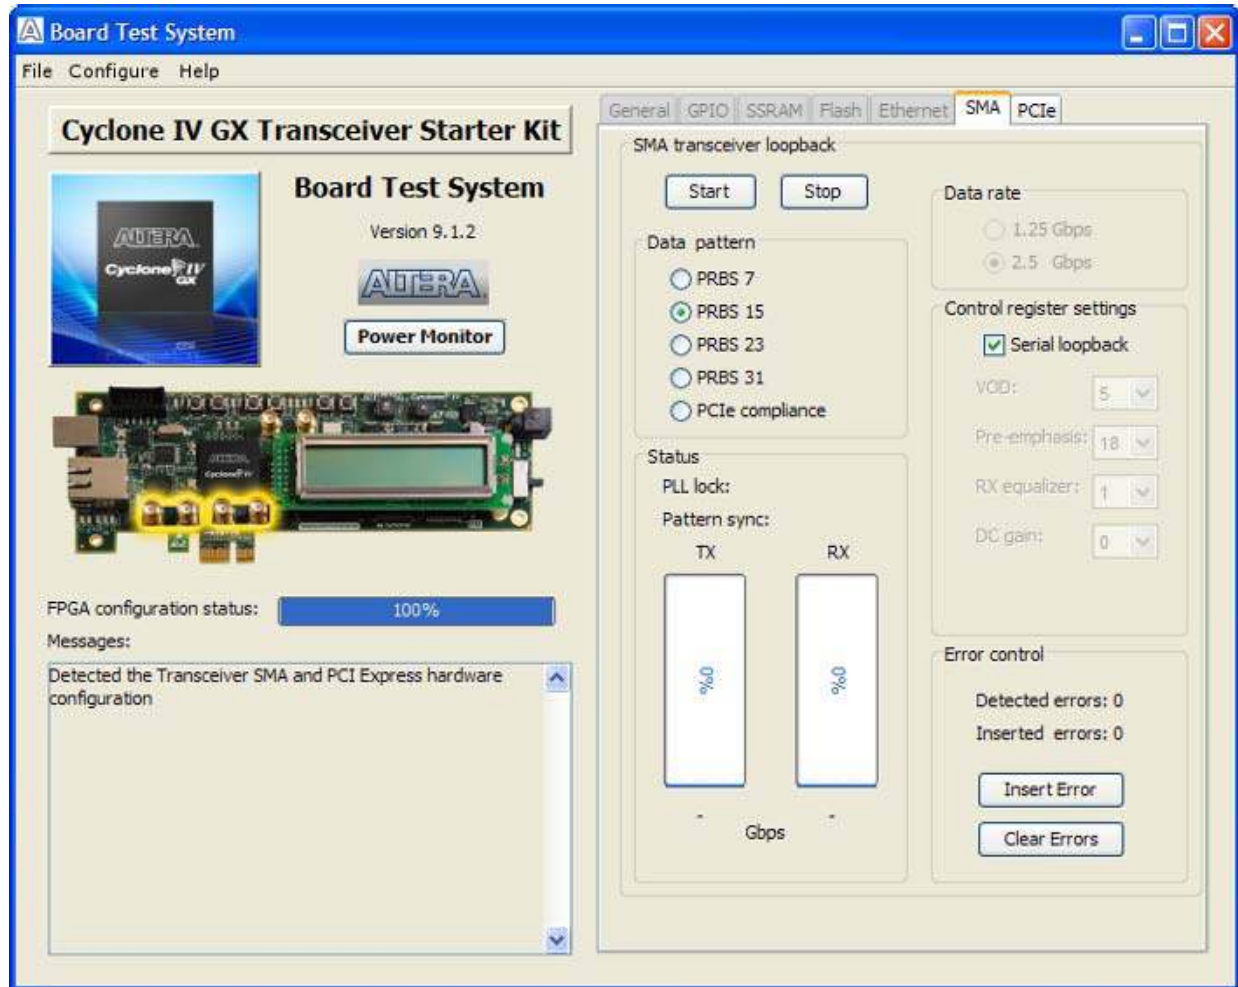 Board Test System
File Configure Help
Cyclone IV GX Transceiver Starter Kit
ALTERA
Cyclone IV
GX
Board Test System
Version 9.1.2
ALTERA
Power Monitor
ALTERA
Cyclone IV
FPGA configuration status: 100%
Messages:
Detected the Transceiver SMA and PCI Express hardware
configuration
General GPIO SSRAM Flash Ethernet SMA PCIe
SMA transceiver loopback
Start Stop
Data pattern
PRBS 7
PRBS 15
PRBS 23
PRBS 31
PCIe compliance
Status
PLL lock:
Pattern sync:
TX RX
0% 0%
- -
Gbps
Data rate
1.25 Gbps
2.5 Gbps
Control register settings
Serial loopback
VOD: 5
Pre-emphasis: 18
RX equalizer: 1
DC gain: 0
Error control
Detected errors: 0
Inserted errors: 0
Insert Error
Clear Errors